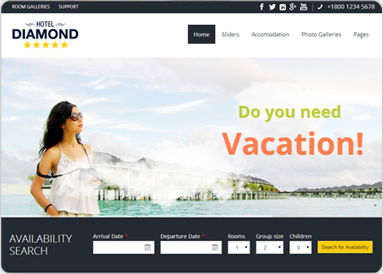 ROOM GALLERIES SUPPORT +1800 1234 5678
HOTEL
DIAMOND
Home Sliders Accomodation Photo Galleries Pages
Do you need
Vacation!
AVAILABILITY
SEARCH
Arrival Date * Departure Date * Rooms Group size Children
1 2 0 Search for Availability